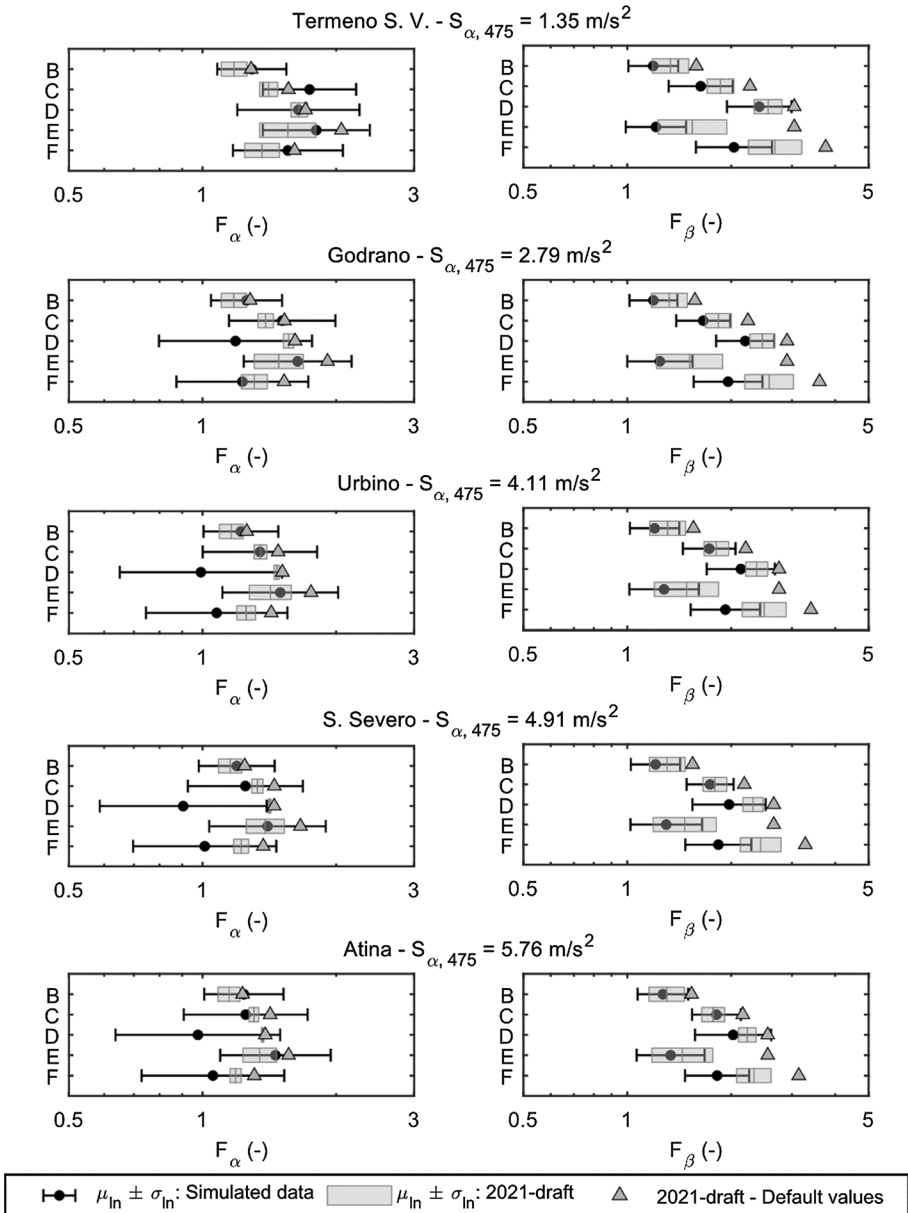 Termeno S. V. - Sα, 475 = 1.35 m/s²
B
C
D
E
F
0.5 1 3
Fα (-)
B
C
D
E
F
1 5
Fβ (-)
Godrano - Sα, 475 = 2.79 m/s²
B
C
D
E
F
0.5 1 3
Fα (-)
B
C
D
E
F
0.5 1 5
Fβ (-)
Urbino - Sα, 475 = 4.11 m/s²
B
C
D
E
F
0.5 1 3
Fα (-)
B
C
D
E
F
0.5 1 5
Fβ (-)
S. Severo - Sα, 475 = 4.91 m/s²
B
C
D
E
F
0.5 1 3
Fα (-)
B
C
D
E
F
0.5 1 5
Fβ (-)
Atina - Sα, 475 = 5.76 m/s²
B
C
D
E
F
0.5 1 3
Fα (-)
B
C
D
E
F
0.5 1 5
Fβ (-)
μln ± σln: Simulated data μln ± σln: 2021-draft 2021-draft - Default values